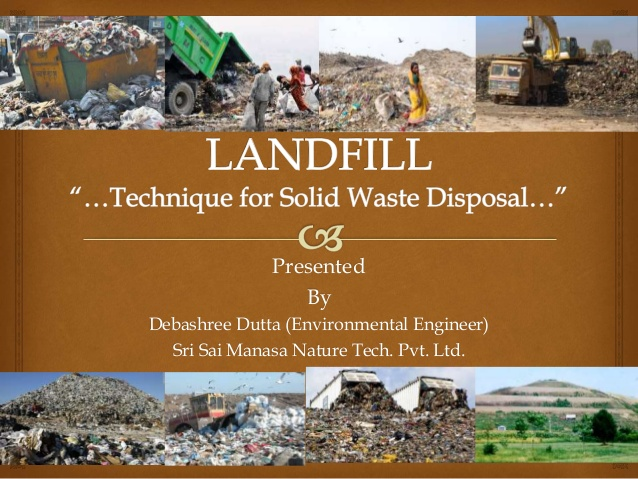 LANDFILL
“…Technique for Solid Waste Disposal…”
Presented
By
Debashree Dutta (Environmental Engineer)
Sri Sai Manasa Nature Tech. Pvt. Ltd.